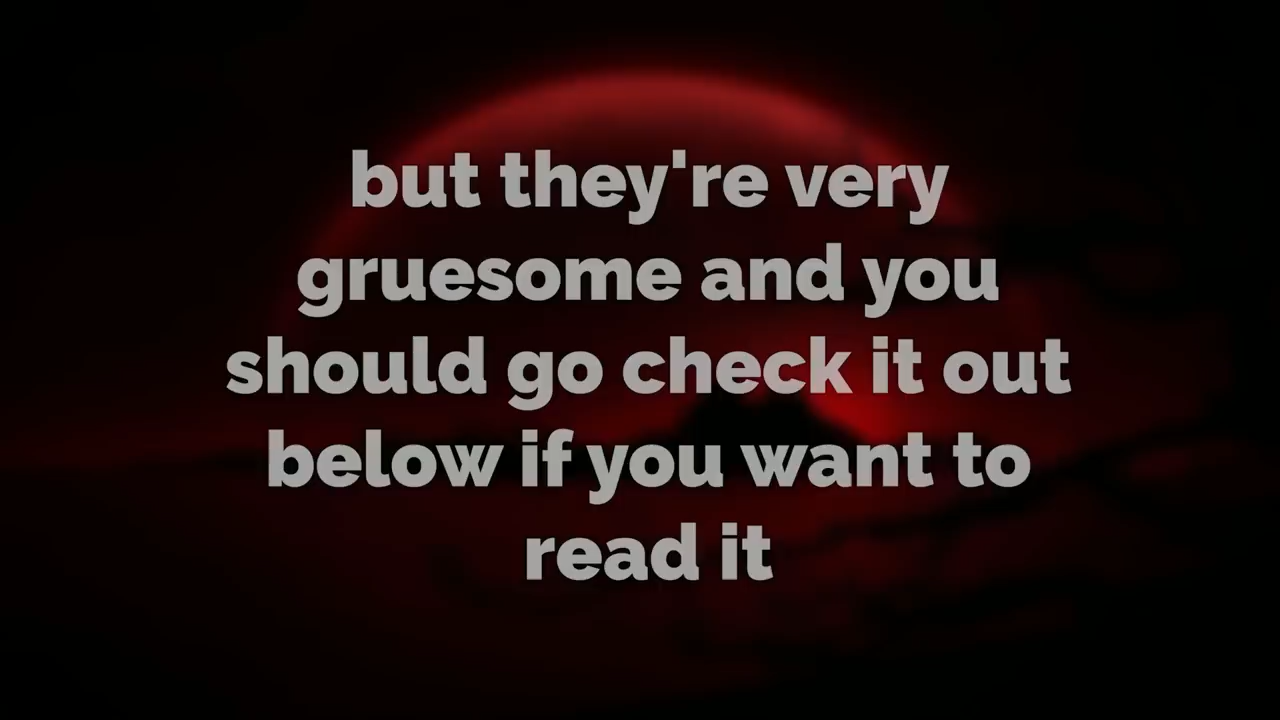 but they're very
gruesome and you
should go check it out
below if you want to
read it